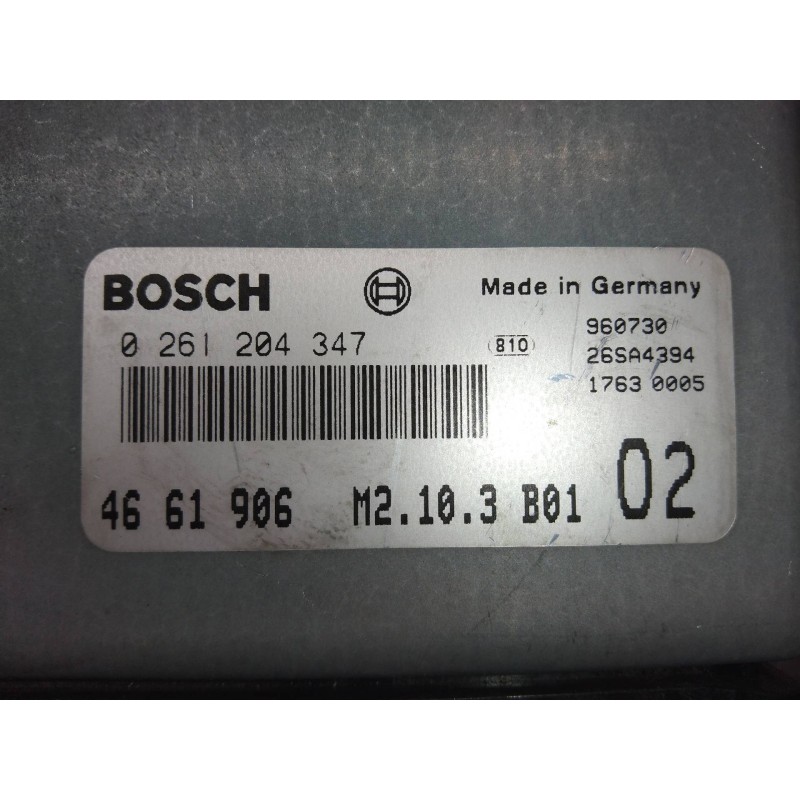 BOSCH Made in Germany
0 261 204 347 810 960730
26SA4394
1763 0005
46 61 906 M2.10.3 B01 02